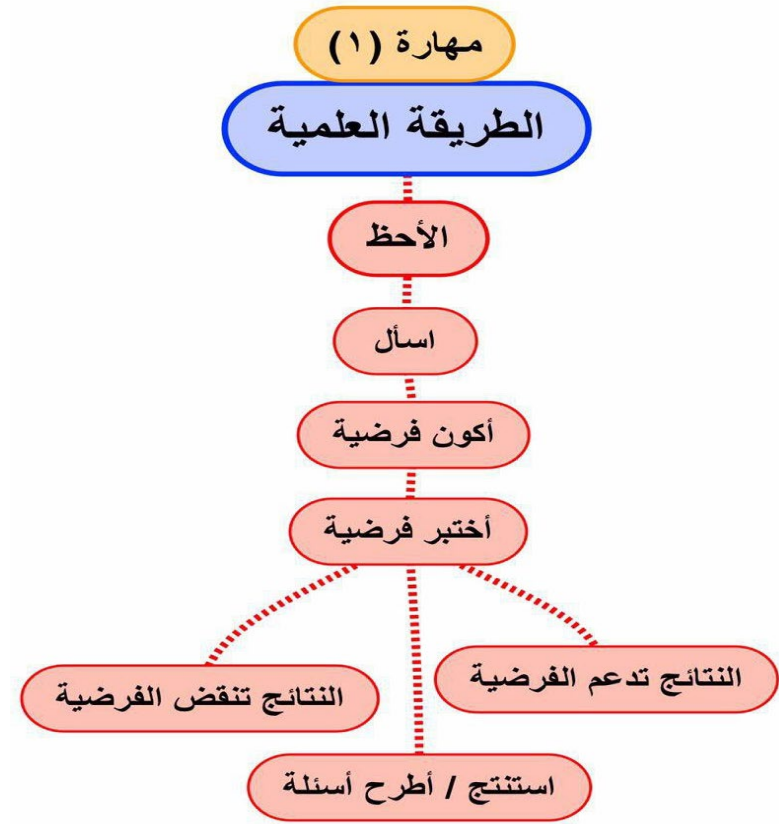 مهارة (١)
الطريقة العلمية
الأحظ
اسأل
أكون فرضية
أختبر فرضية
النتائج تدعم الفرضية
النتائج تنقض الفرضية
استنتج / أطرح أسئلة